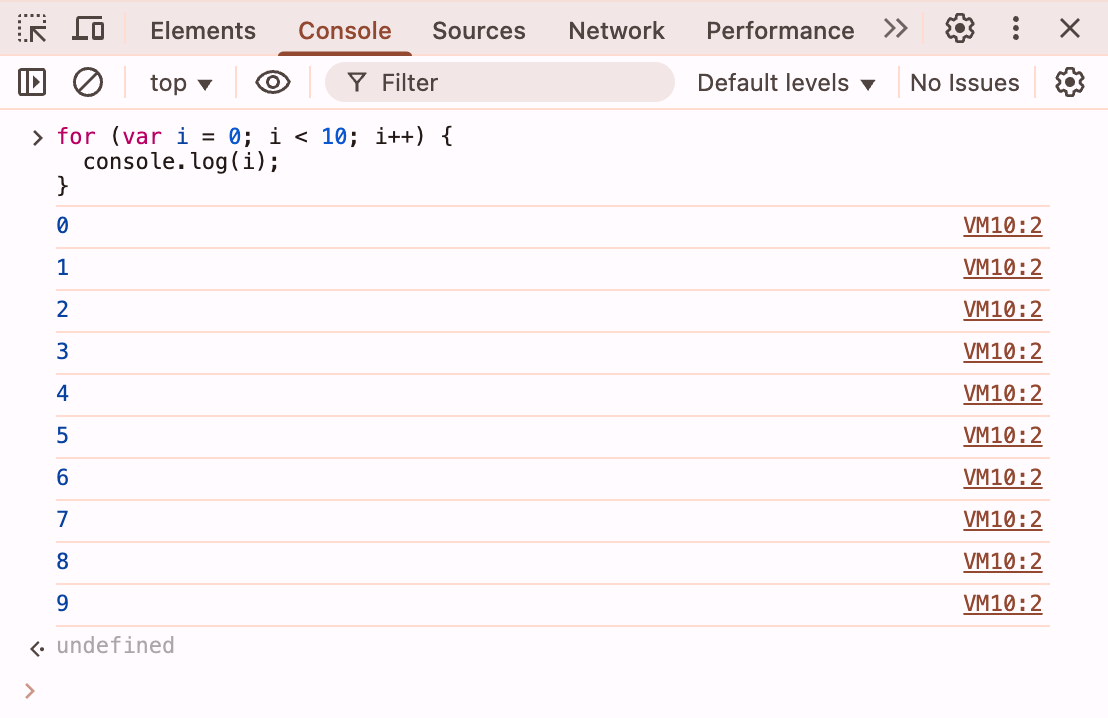 Elements Console Sources Network Performance
top Filter Default levels No Issues
for (var i = 0; i < 10; i++) {
  console.log(i);
}
0 VM10:2
1 VM10:2
2 VM10:2
3 VM10:2
4 VM10:2
5 VM10:2
6 VM10:2
7 VM10:2
8 VM10:2
9 VM10:2
undefined